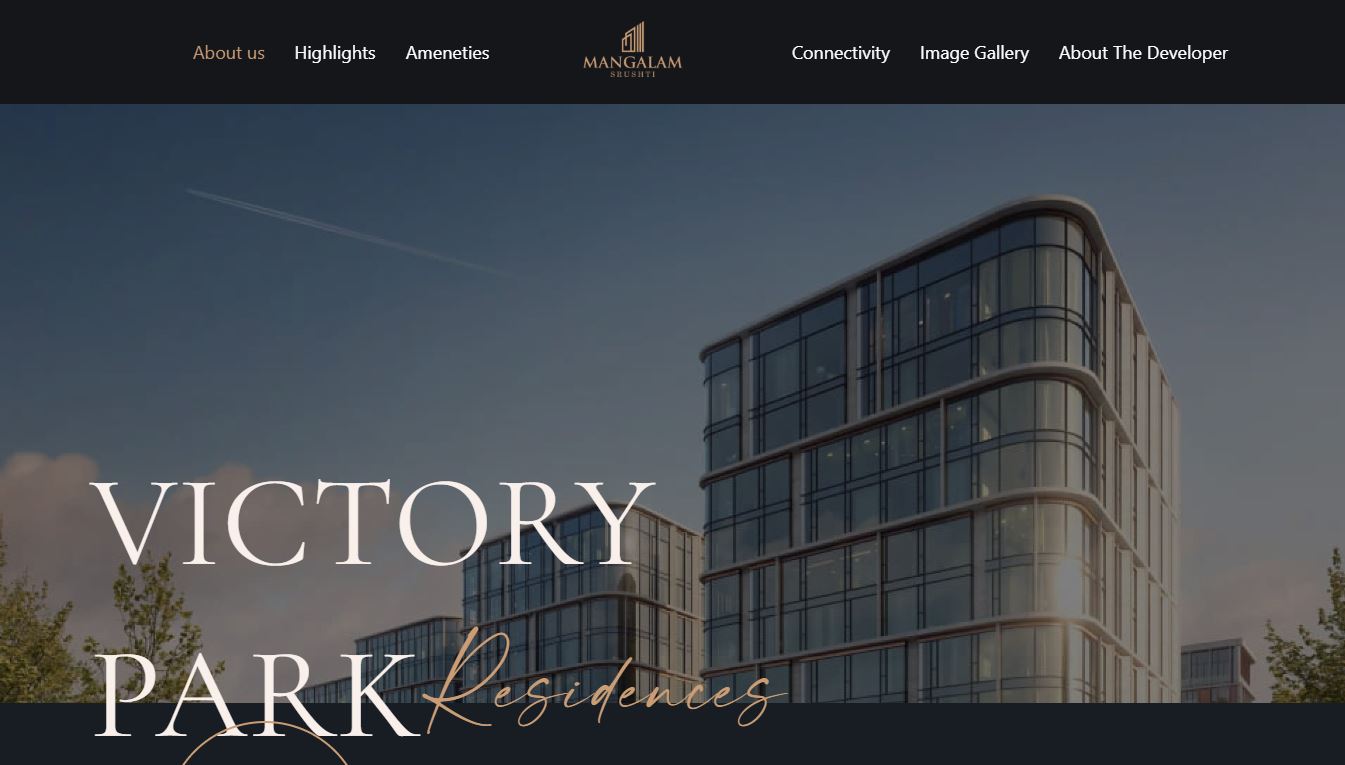 About us Highlights Ameneties MANGALAM SRUSHTI Connectivity Image Gallery About The Developer
VICTORY
PARK Residences